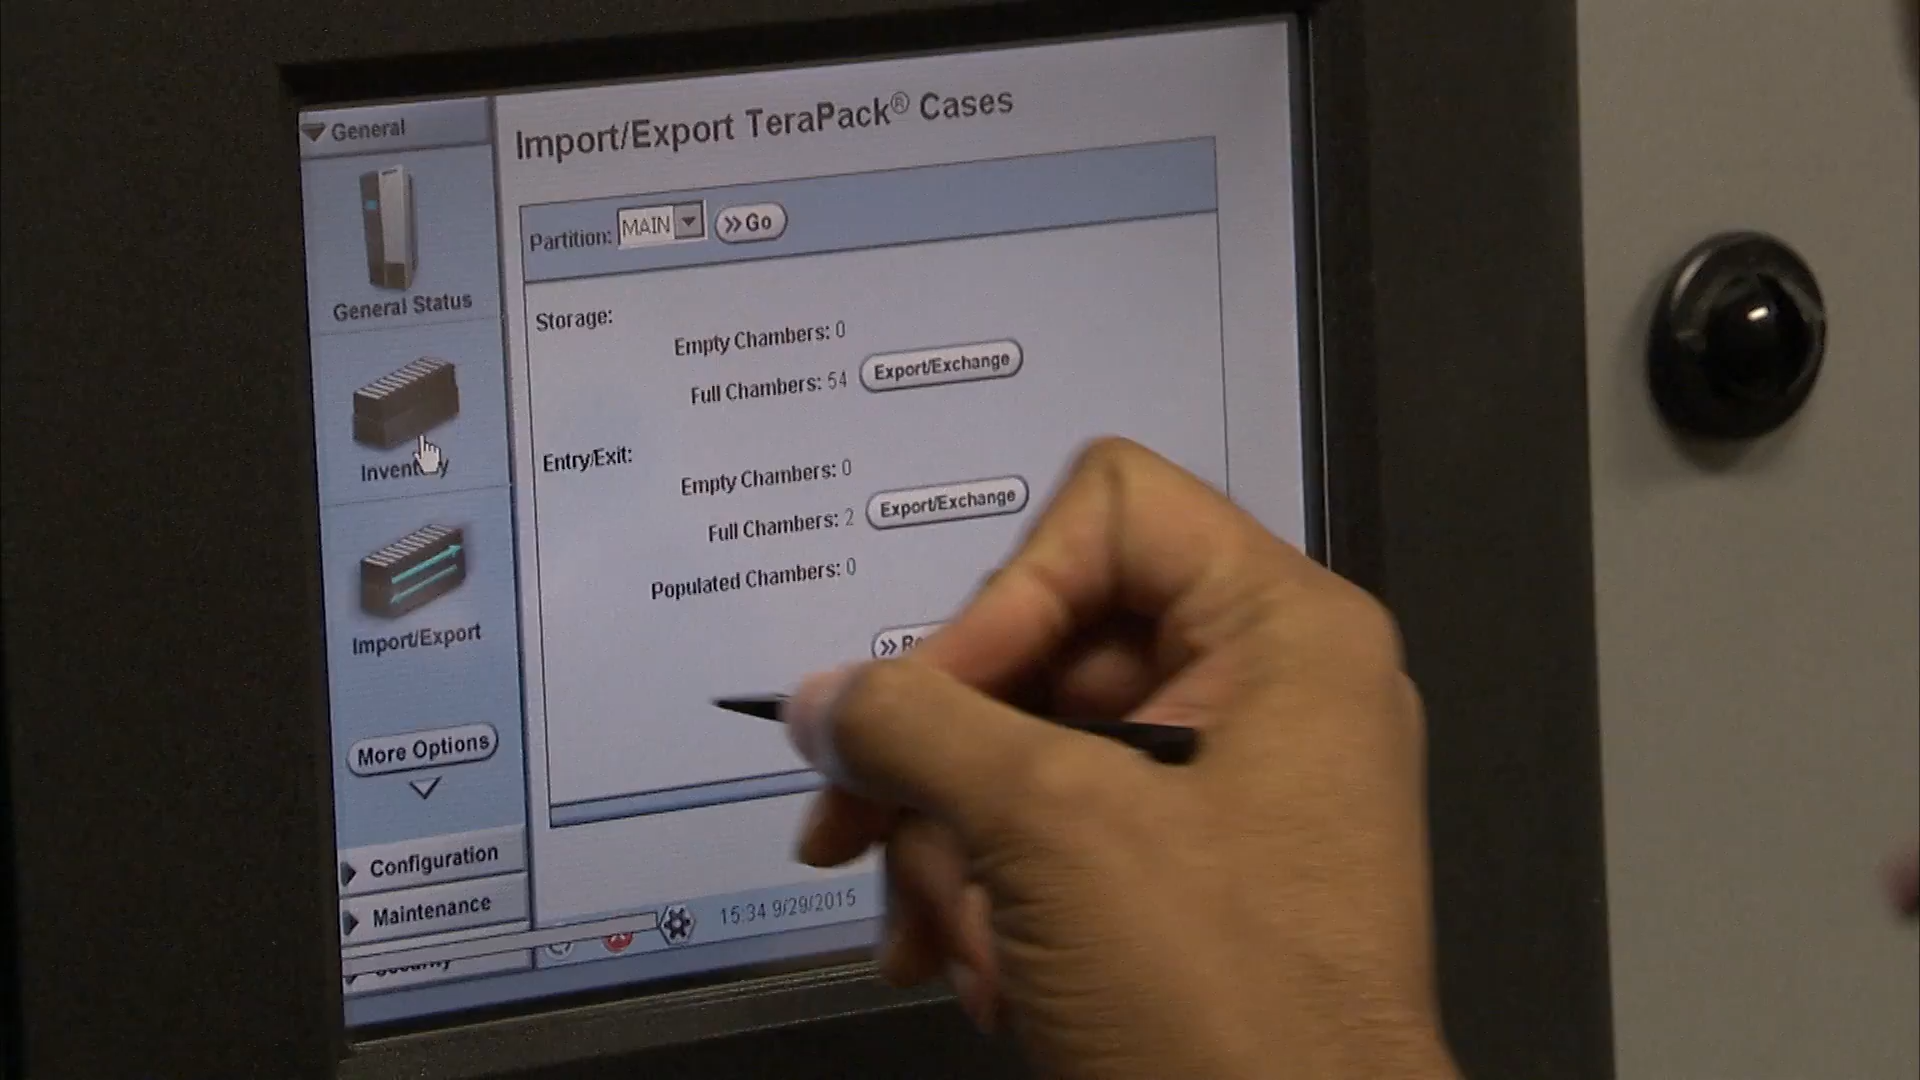 General
General Status
Inventory
Import/Export
More Options
Configuration
Maintenance
Security
Import/Export TeraPack® Cases
Partition: MAIN >> Go
Storage:
Empty Chambers: 0
Full Chambers: 54 Export/Exchange
Entry/Exit:
Empty Chambers: 0
Full Chambers: 2 Export/Exchange
Populated Chambers: 0
15:34 9/29/2015